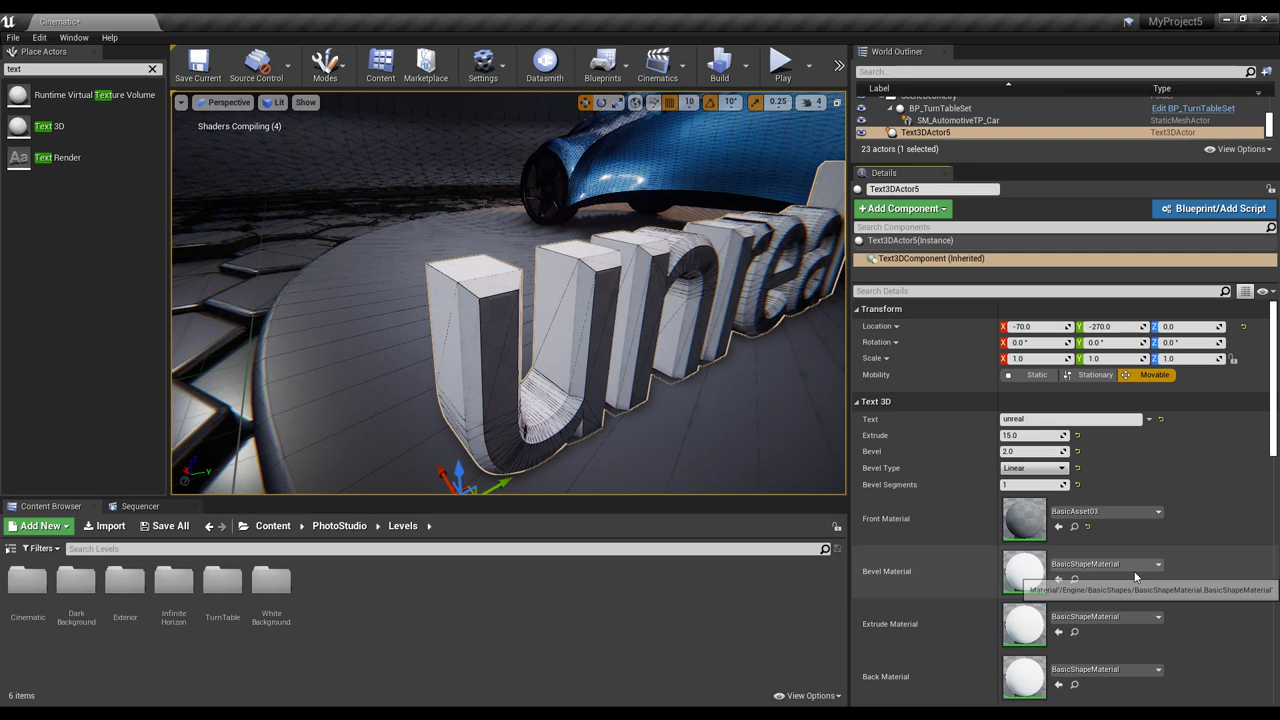 Cinematic*
MyProject5
File Edit Window Help
Place Actors
text
Runtime Virtual Texture Volume
Text 3D
Text Render
Save Current
Source Control
Modes
Content
Marketplace
Settings
Datasmith
Blueprints
Cinematics
Build
Play
Perspective
Lit
Show
10
10°
0.25
4
Shaders Compiling (4)
unreal
Y
World Outliner
Search...
Label
Type
BP_TurnTableSet
Edit BP_TurnTableSet
SM_AutomotiveTP_Car
StaticMeshActor
Text3DActor5
Text3DActor
23 actors (1 selected)
View Options
Details
Text3DActor5
+Add Component
Blueprint/Add Script
Search Components
Text3DActor5(Instance)
Text3DComponent (Inherited)
Search Details
Transform
Location X -70.0 Y -270.0 Z 0.0
Rotation X 0.0 ° Y 0.0 ° Z 0.0 °
Scale X 1.0 Y 1.0 Z 1.0
Mobility Static Stationary Movable
Text 3D
Text unreal
Extrude 15.0
Bevel 2.0
Bevel Type Linear
Bevel Segments 1
Front Material BasicAsset03
Bevel Material BasicShapeMaterial
Material'/Engine/BasicShapes/BasicShapeMaterial.BasicShapeMaterial'
Extrude Material BasicShapeMaterial
Back Material BasicShapeMaterial
Content Browser
Sequencer
Add New
Import
Save All
Content
PhotoStudio
Levels
Filters
Search Levels
Cinematic
Dark Background
Exterior
Infinite Horizon
TurnTable
White Background
6 items
View Options